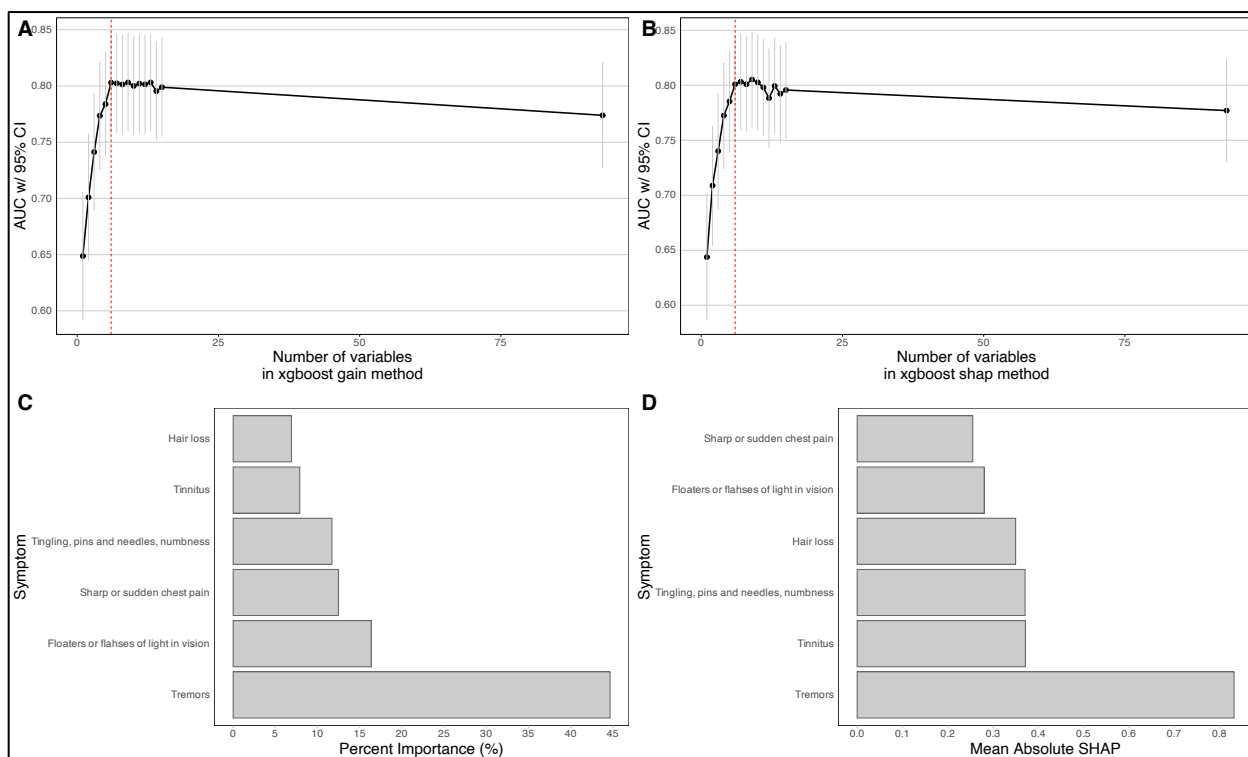 A
AUC w/ 95% CI
0.85
0.80
0.75
0.70
0.65
0.60
0
25
50
75
Number of variables
in xgboost gain method
B
AUC w/ 95% CI
0.85
0.80
0.75
0.70
0.65
0.60
0
25
50
75
Number of variables
in xgboost shap method
C
Symptom
Hair loss
Tinnitus
Tingling, pins and needles, numbness
Sharp or sudden chest pain
Floaters or flahses of light in vision
Tremors
0
5
10
15
20
25
30
35
40
45
Percent Importance (%)
D
Symptom
Sharp or sudden chest pain
Floaters or flahses of light in vision
Hair loss
Tingling, pins and needles, numbness
Tinnitus
Tremors
0.0
0.1
0.2
0.3
0.4
0.5
0.6
0.7
0.8
Mean Absolute SHAP